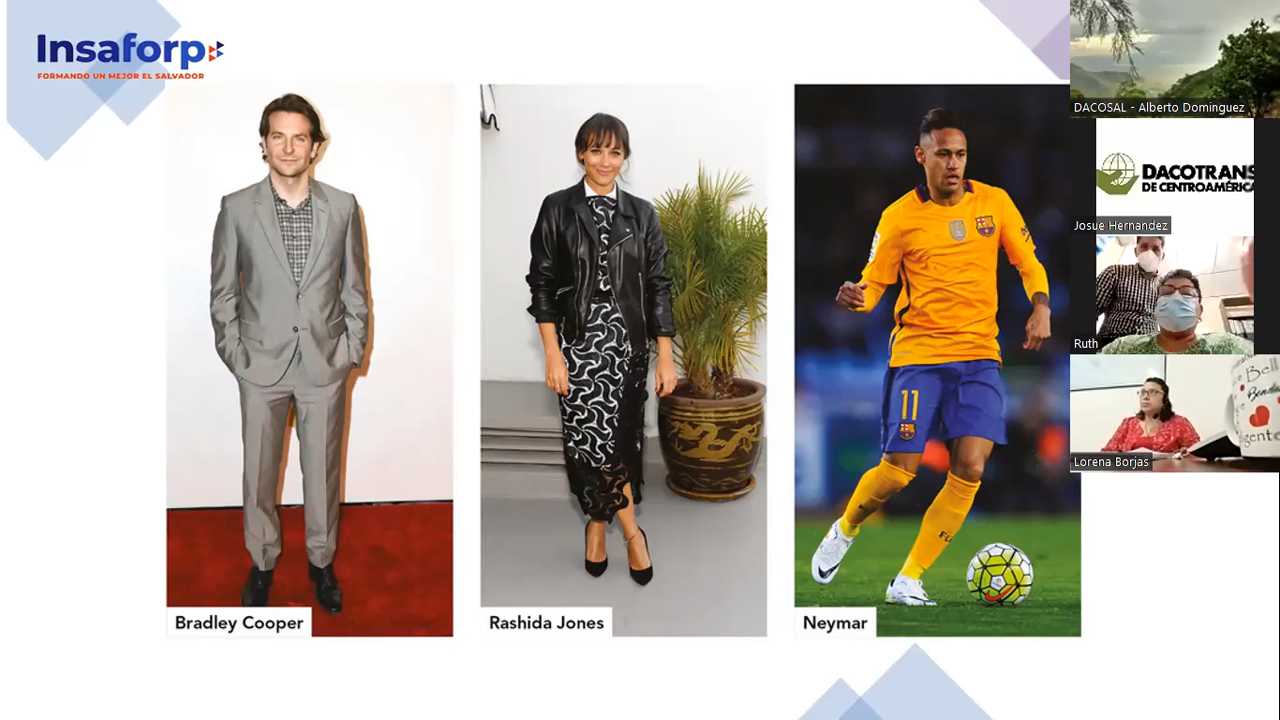 Insaforp
FORMANDO UN MEJOR EL SALVADOR
Bradley Cooper
Rashida Jones
11
Neymar
DACOSAL - Alberto Dominguez
DACOTRANS
DE CENTROAMÉRICA
Josue Hernandez
Ruth
Lorena Borjas